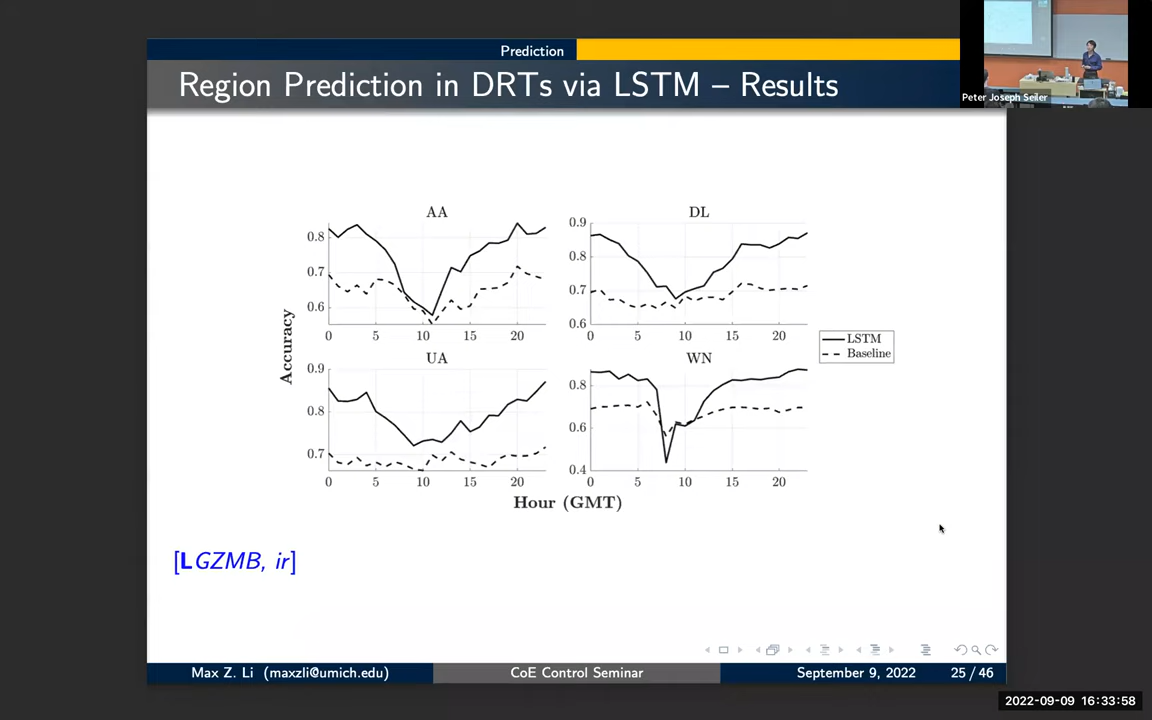 Prediction
Region Prediction in DRTs via LSTM – Results
Peter Joseph Seiler
AA
0.8
0.7
0.6
0 5 10 15 20
DL
0.9
0.8
0.7
0.6
0 5 10 15 20
Accuracy
LSTM
Baseline
UA
0.9
0.8
0.7
0 5 10 15 20
WN
0.8
0.6
0.4
0 5 10 15 20
Hour (GMT)
[LGZMB, ir]
Max Z. Li (maxzli@umich.edu) CoE Control Seminar September 9, 2022 25 / 46
2022-09-09 16:33:58